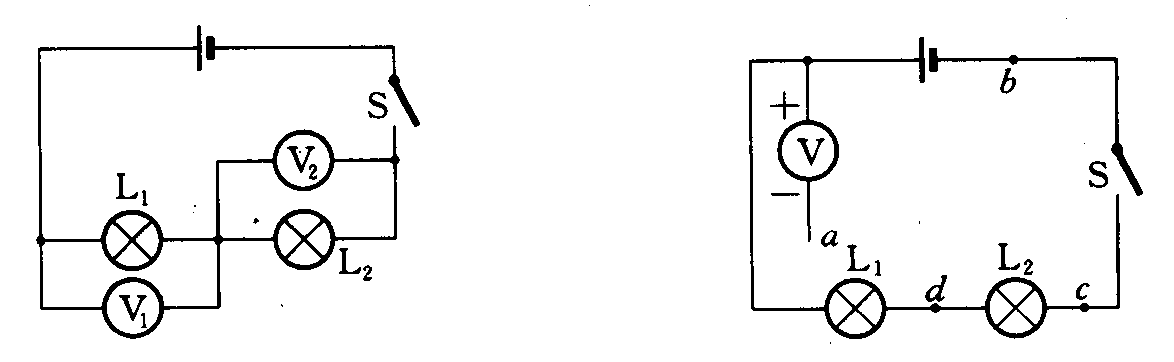 S
V₂
L₁
L₂
V₁
b
+
V
S
−
a
L₁
d
L₂
c